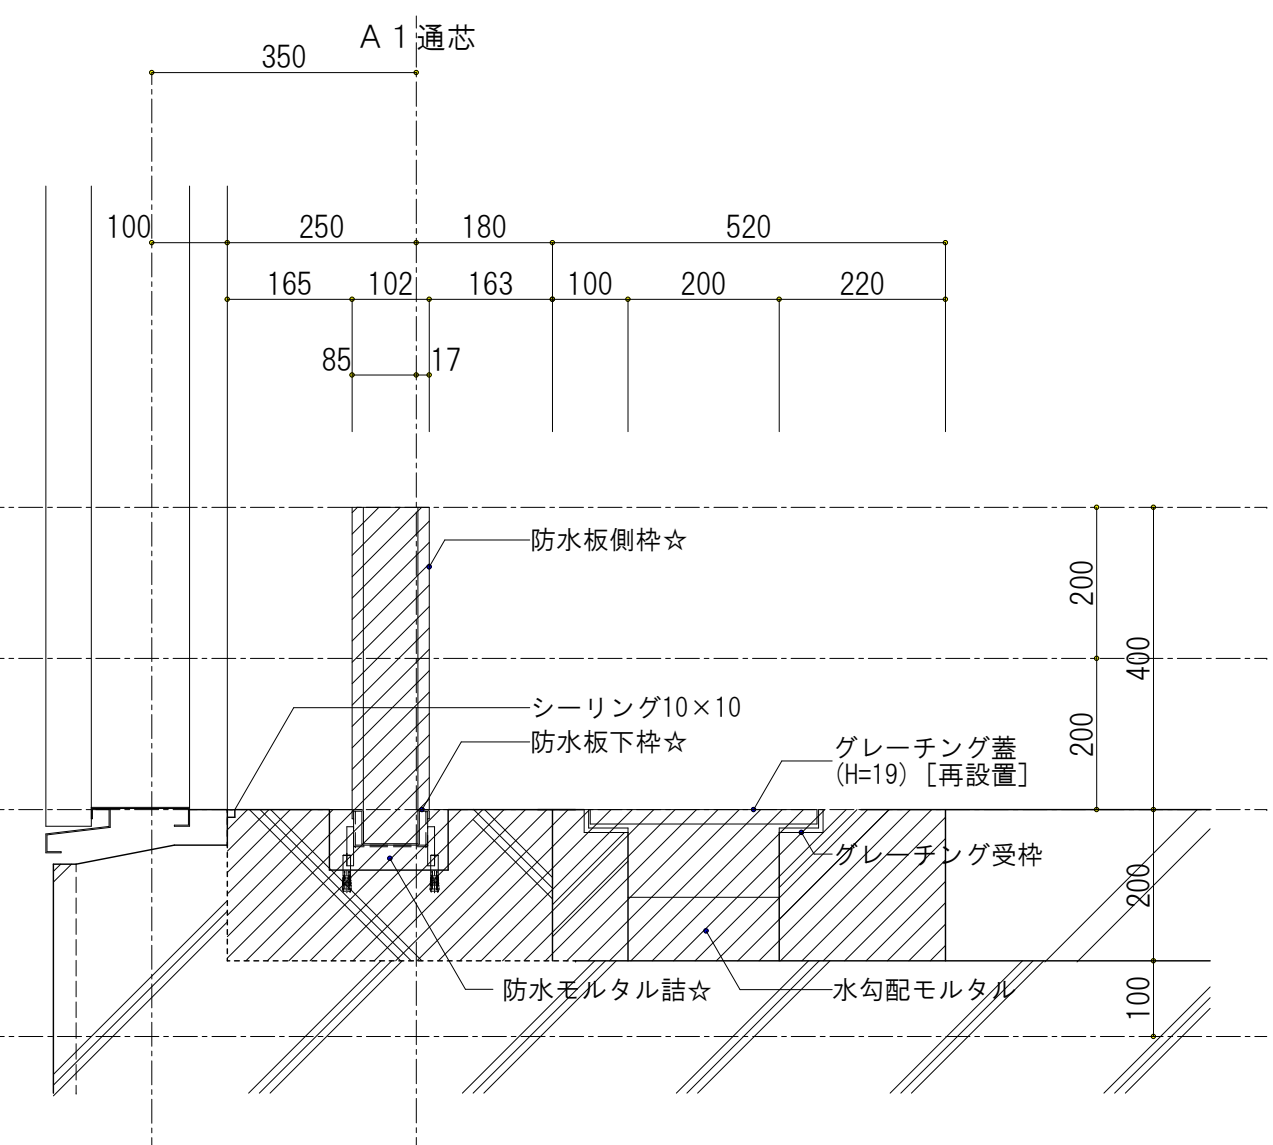 A1通芯
350
100 250 180 520
165 102 163 100 200 220
85 17
防水板側枠☆
200
400
シーリング10×10
防水板下枠☆
200
グレーチング蓋
(H=19)［再設置］
グレーチング受枠
200
防水モルタル詰☆
水勾配モルタル
100